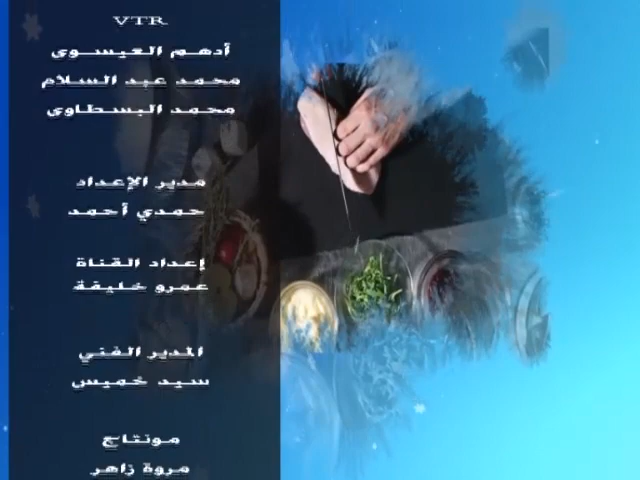 VTR
أدهم العيسوى
محمد عبد السلام
محمد البسطاوى
مدير الإعداد
حمدي أحمد
إعداد القناة
عمرو خليفة
المدير الفني
سيد خميس
مونتاج
مروة زاهر